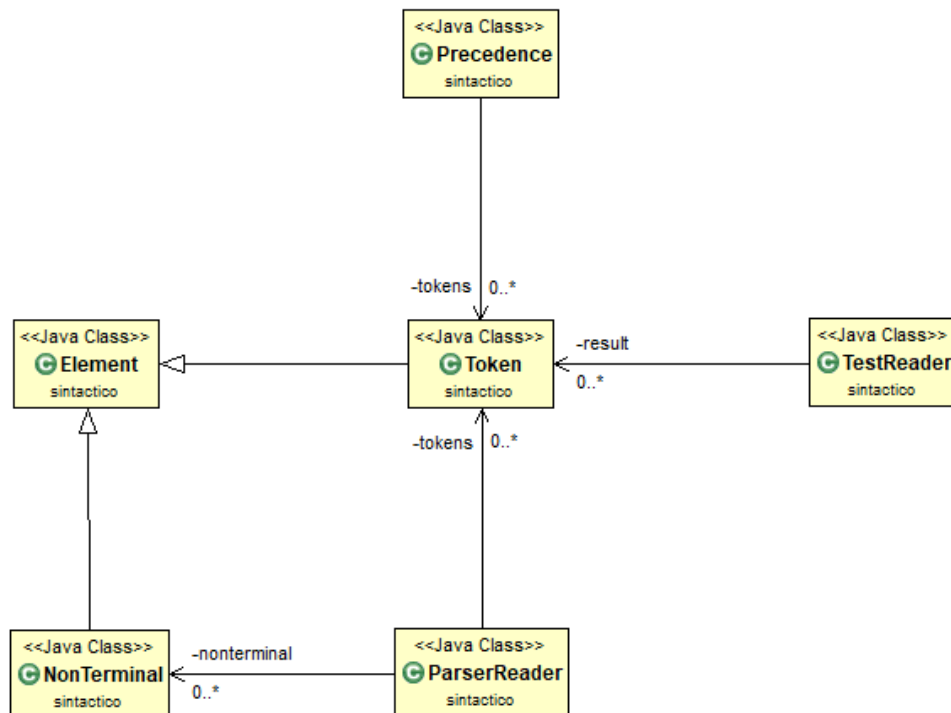 <<Java Class>>
Precedence
sintactico
-tokens 0..*
<<Java Class>>
Element
sintactico
<<Java Class>>
Token
sintactico
-result
0..*
<<Java Class>>
TestReader
sintactico
-tokens 0..*
<<Java Class>>
NonTerminal
sintactico
-nonterminal
0..*
<<Java Class>>
ParserReader
sintactico